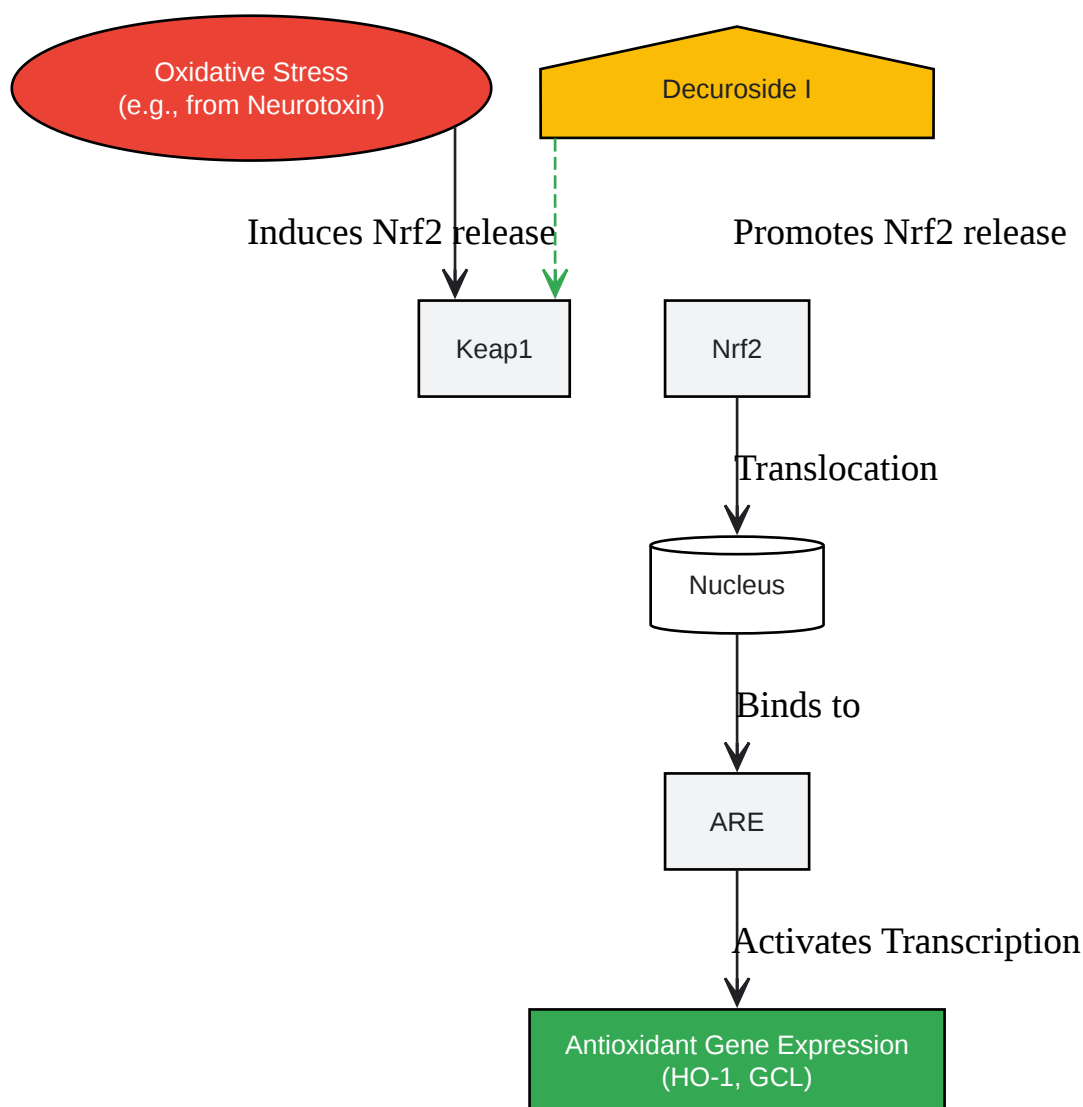 Oxidative Stress
(e.g., from Neurotoxin)
Decuroside I
Induces Nrf2 release
Promotes Nrf2 release
Keap1
Nrf2
Translocation
Nucleus
Binds to
ARE
Activates Transcription
Antioxidant Gene Expression
(HO-1, GCL)